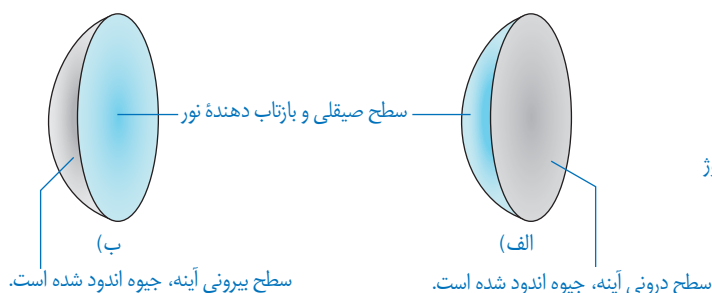 سطح صیقلی و بازتاب دهندهٔ نور
الف)
ب)
سطح درونی آینه، جیوه اندود شده است.
سطح بیرونی آینه، جیوه اندود شده است.